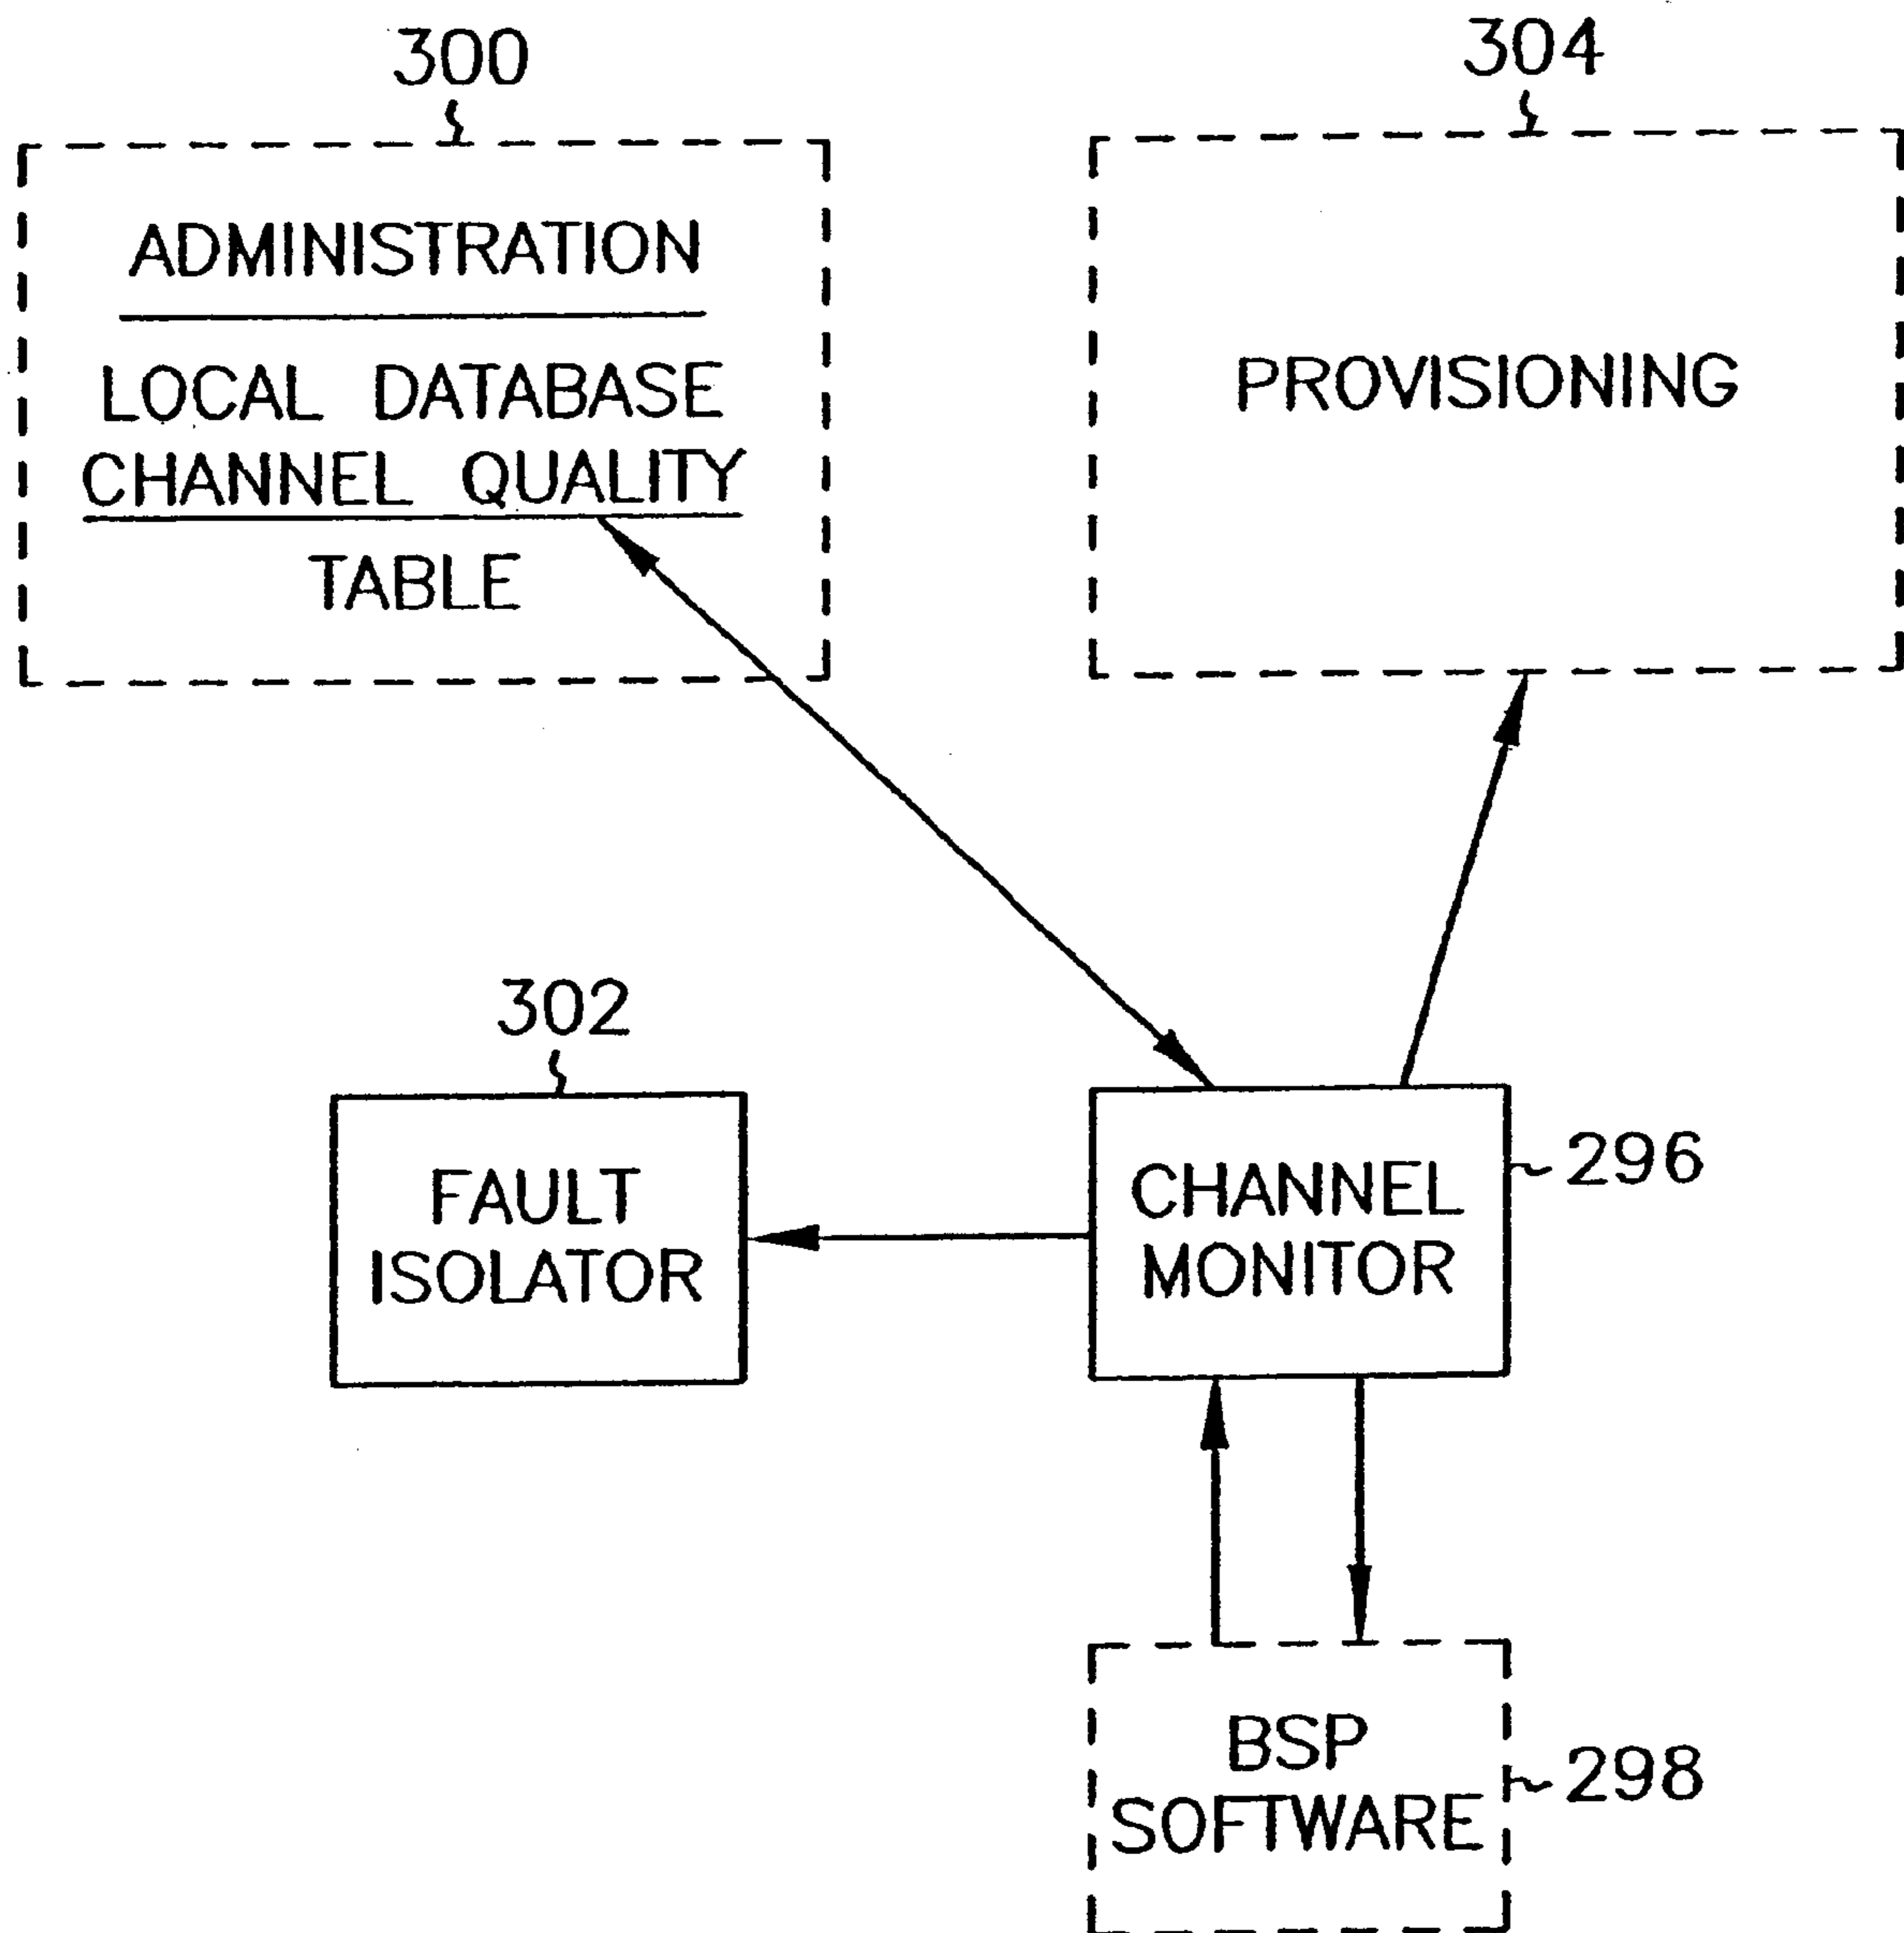 300
304
ADMINISTRATION
LOCAL DATABASE
CHANNEL QUALITY
TABLE
PROVISIONING
302
FAULT
ISOLATOR
CHANNEL
MONITOR
296
BSP
SOFTWARE
298